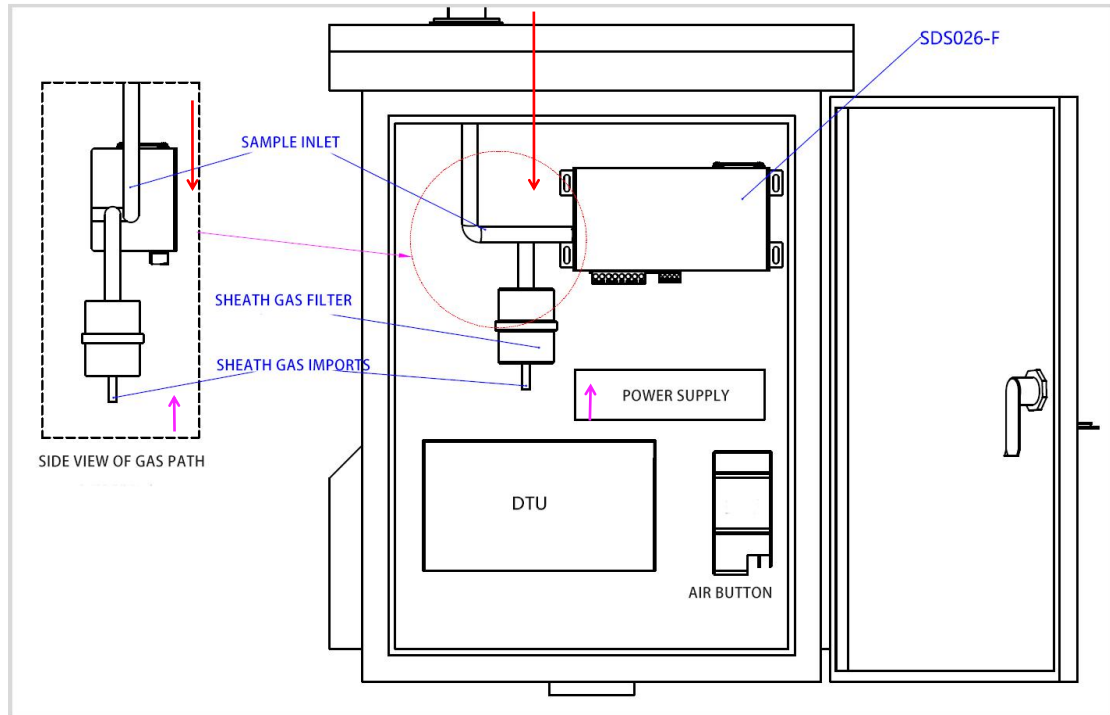 SDS026-F
SAMPLE INLET
SHEATH GAS FILTER
SHEATH GAS IMPORTS
POWER SUPPLY
SIDE VIEW OF GAS PATH
DTU
AIR BUTTON